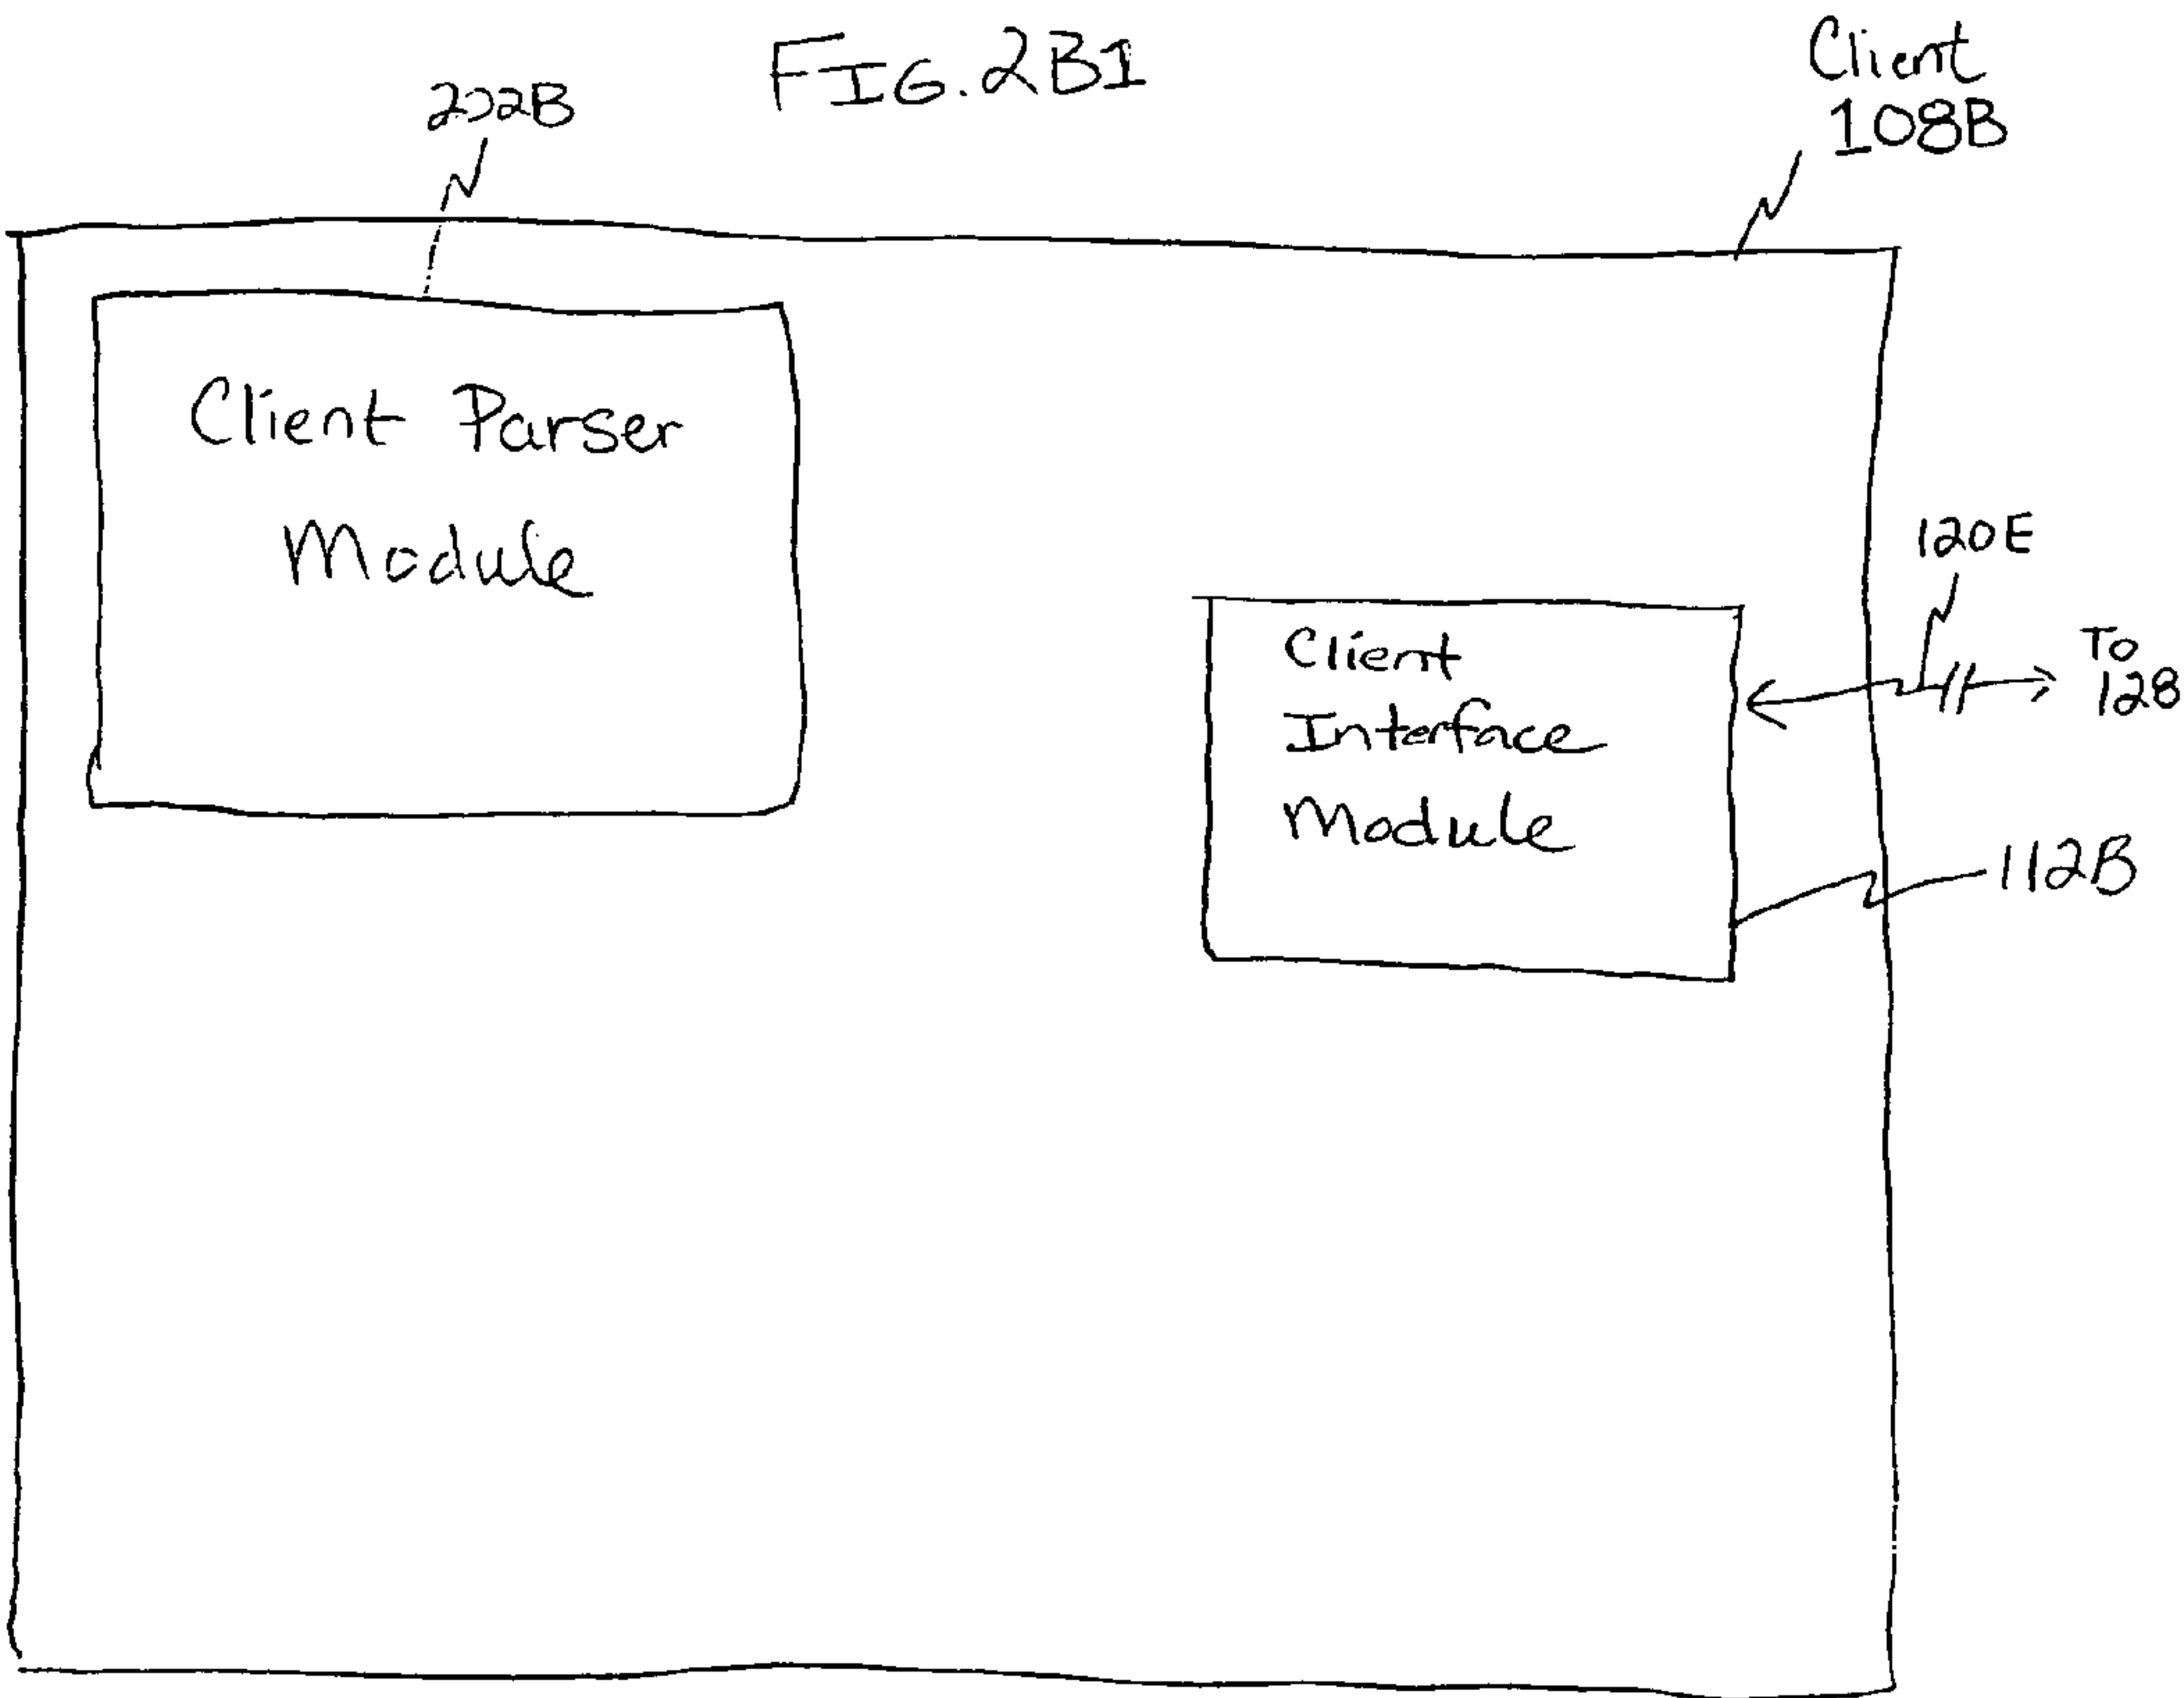 FIG. 2B1
Client
108B
202B
Client Parser
Module
120E
To
128
Client
Interface
Module
112B